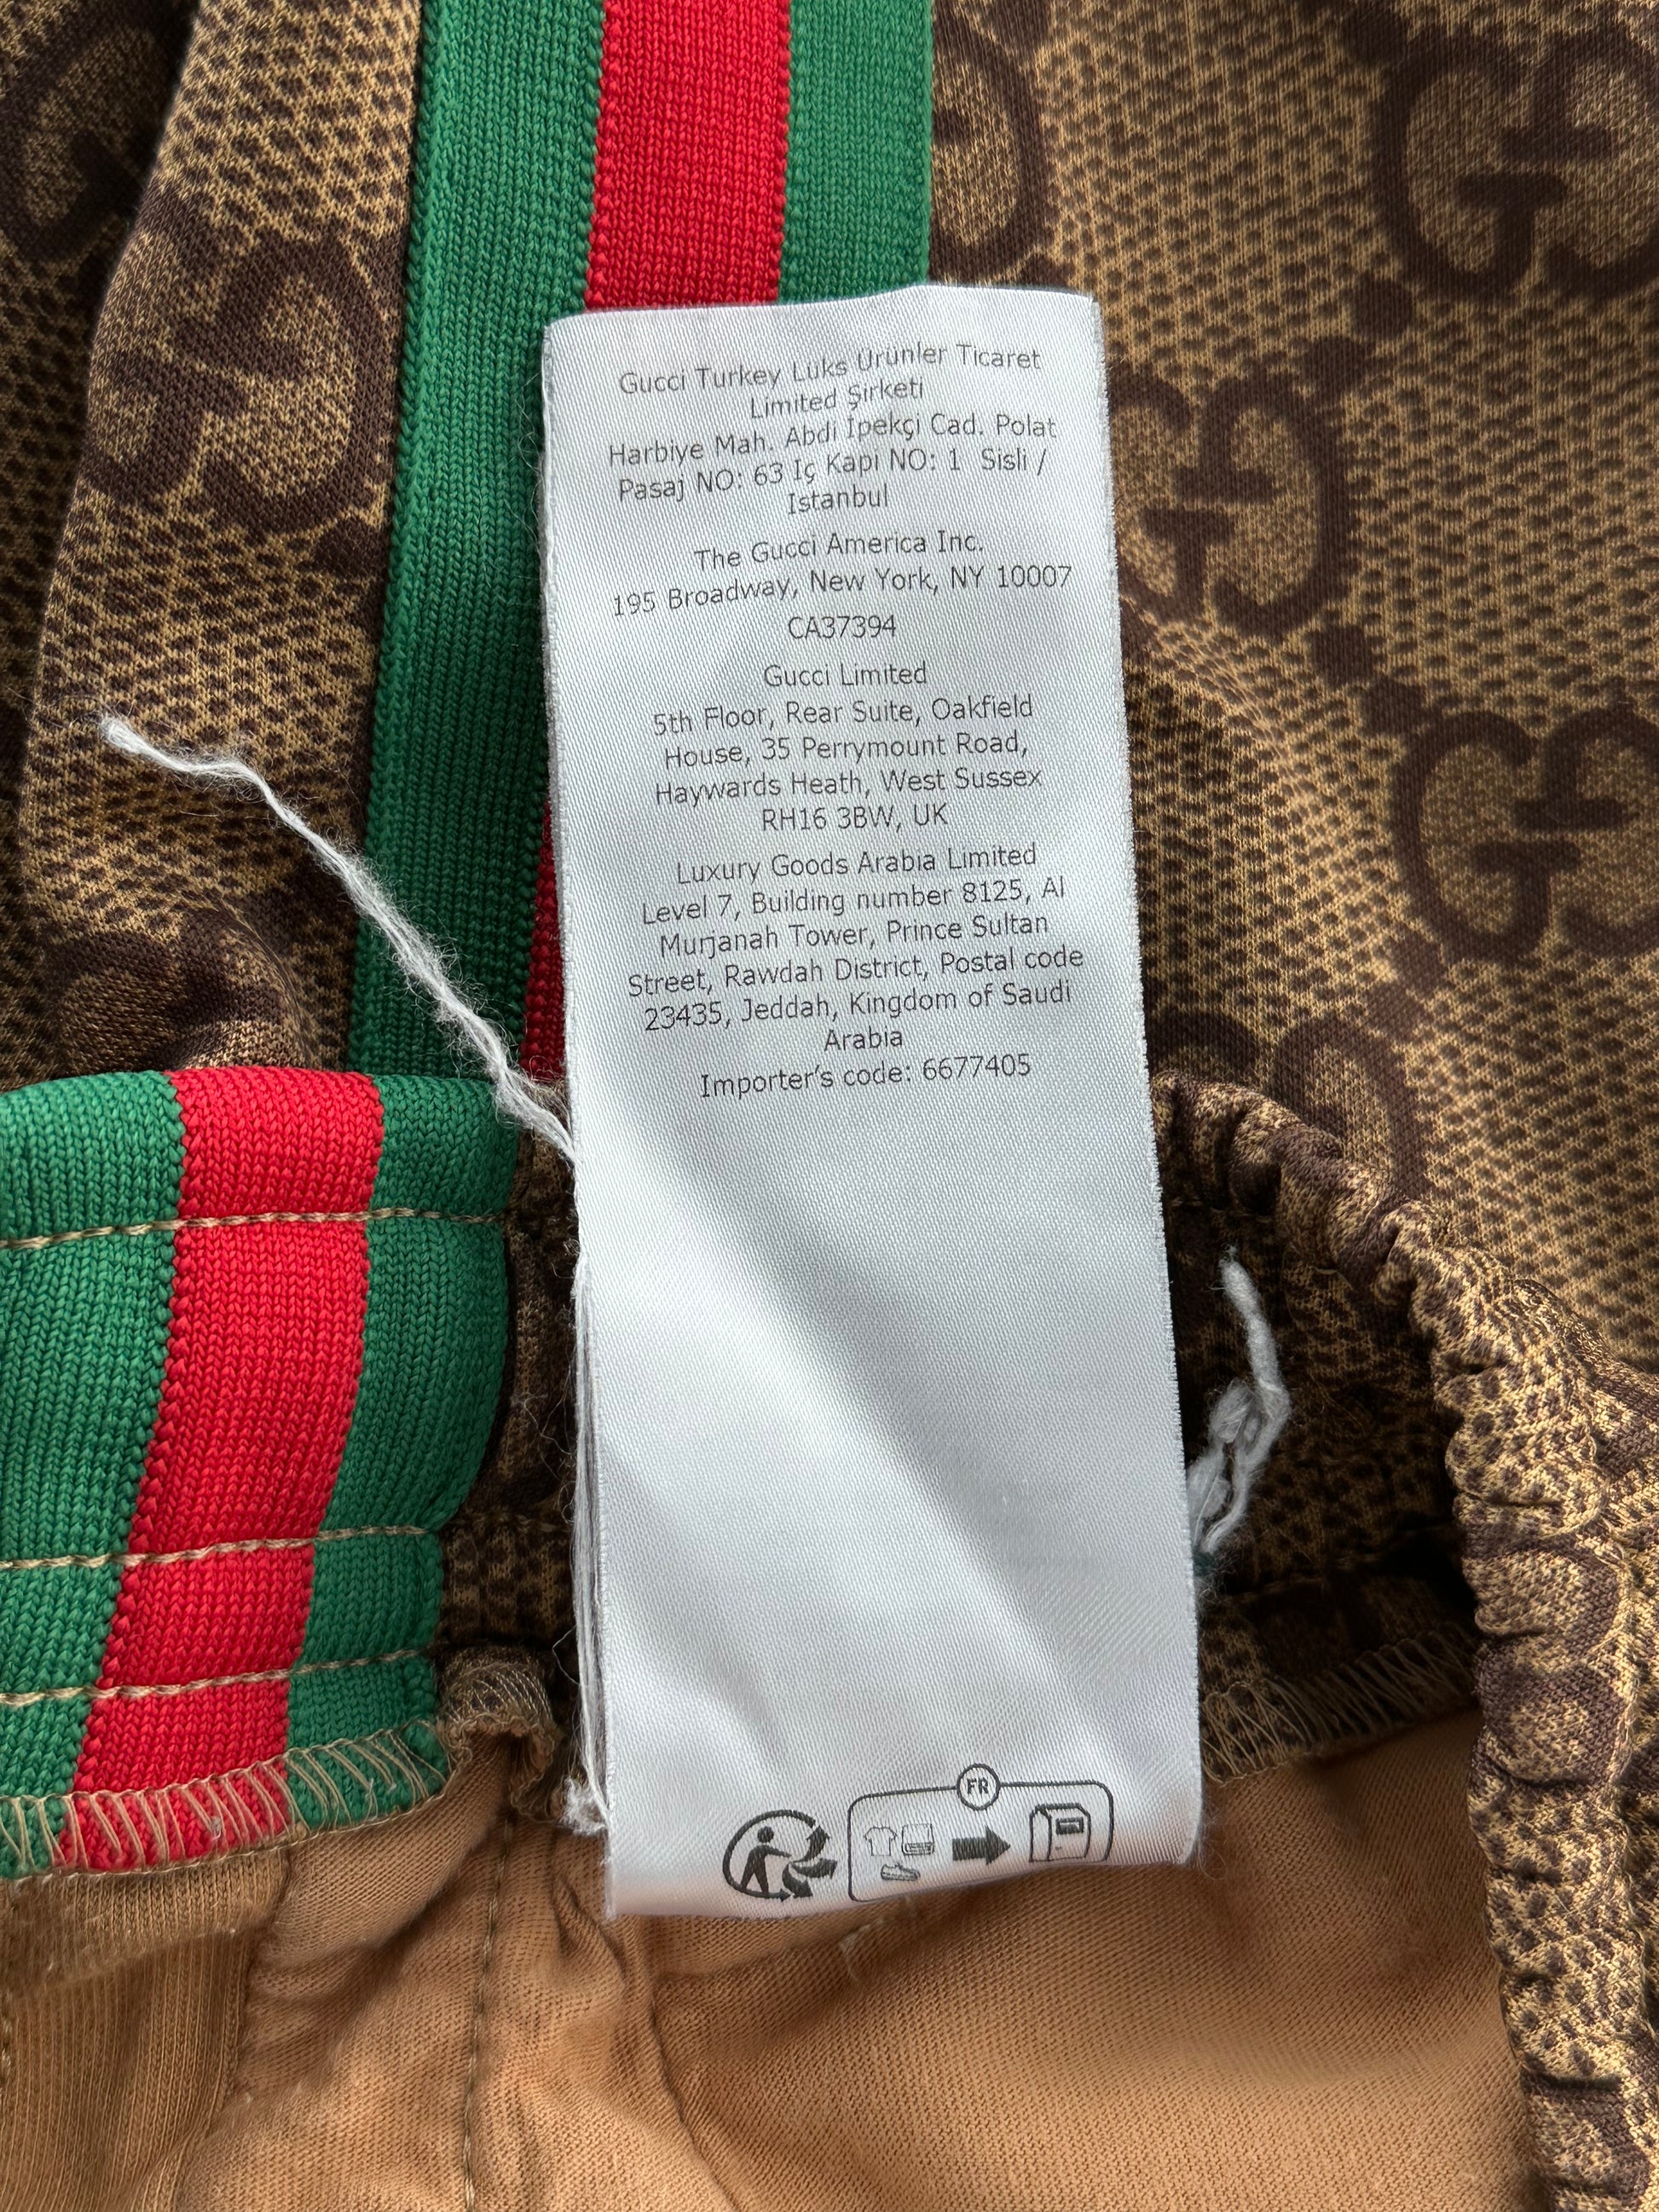 Gucci Turkey Lüks Ürünler Ticaret
Limited Şirketi
Harbiye Mah. Abdi İpekçi Cad. Polat
Pasaj NO: 63 İç Kapi NO: 1 Sisli /
Istanbul
The Gucci America Inc.
195 Broadway, New York, NY 10007
CA37394
Gucci Limited
5th Floor, Rear Suite, Oakfield
House, 35 Perrymount Road,
Haywards Heath, West Sussex
RH16 3BW, UK
Luxury Goods Arabia Limited
Level 7, Building number 8125, Al
Murjanah Tower, Prince Sultan
Street, Rawdah District, Postal code
23435, Jeddah, Kingdom of Saudi
Arabia
Importer's code: 6677405
FR